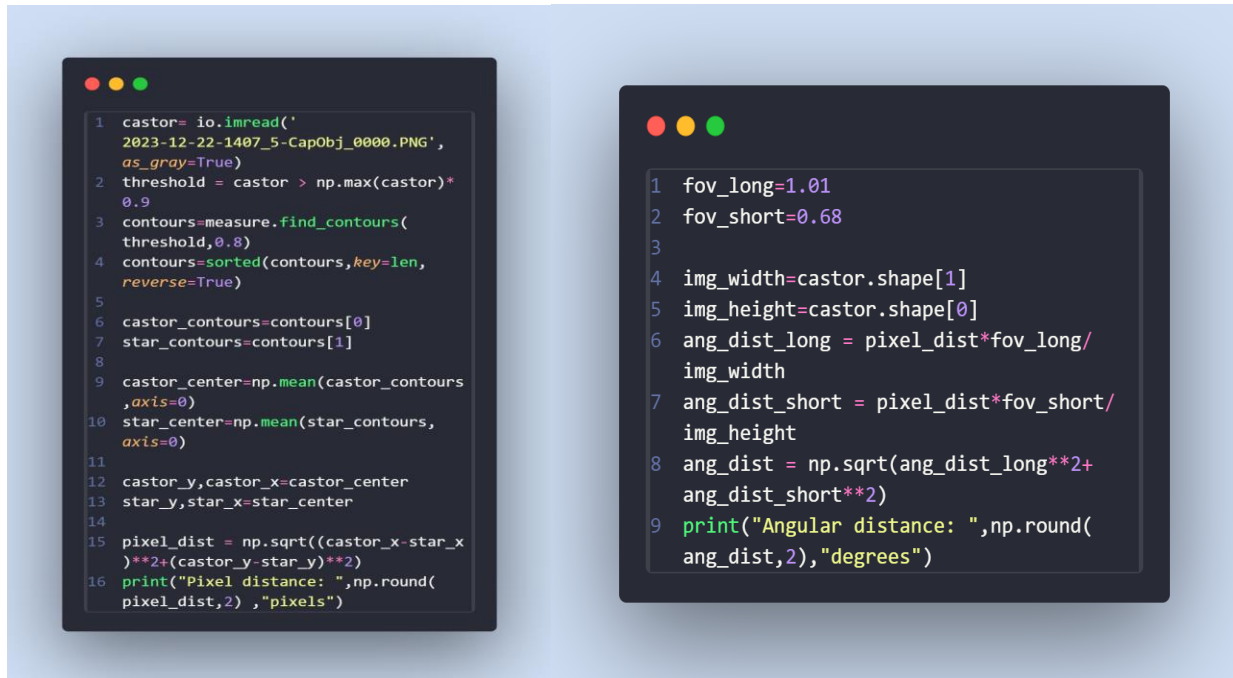 1 castor= io.imread('
2023-12-22-1407_5-CapObj_0000.PNG',
as_gray=True)
2 threshold = castor > np.max(castor)*
0.9
3 contours=measure.find_contours(
threshold,0.8)
4 contours=sorted(contours,key=len,
reverse=True)
5
6 castor_contours=contours[0]
7 star_contours=contours[1]
8
9 castor_center=np.mean(castor_contours
,axis=0)
10 star_center=np.mean(star_contours,
axis=0)
11
12 castor_y,castor_x=castor_center
13 star_y,star_x=star_center
14
15 pixel_dist = np.sqrt((castor_x-star_x
)**2+(castor_y-star_y)**2)
16 print("Pixel distance: ",np.round(
pixel_dist,2) ,"pixels")
1 fov_long=1.01
2 fov_short=0.68
3
4 img_width=castor.shape[1]
5 img_height=castor.shape[0]
6 ang_dist_long = pixel_dist*fov_long/
img_width
7 ang_dist_short = pixel_dist*fov_short/
img_height
8 ang_dist = np.sqrt(ang_dist_long**2+
ang_dist_short**2)
9 print("Angular distance: ",np.round(
ang_dist,2),"degrees")